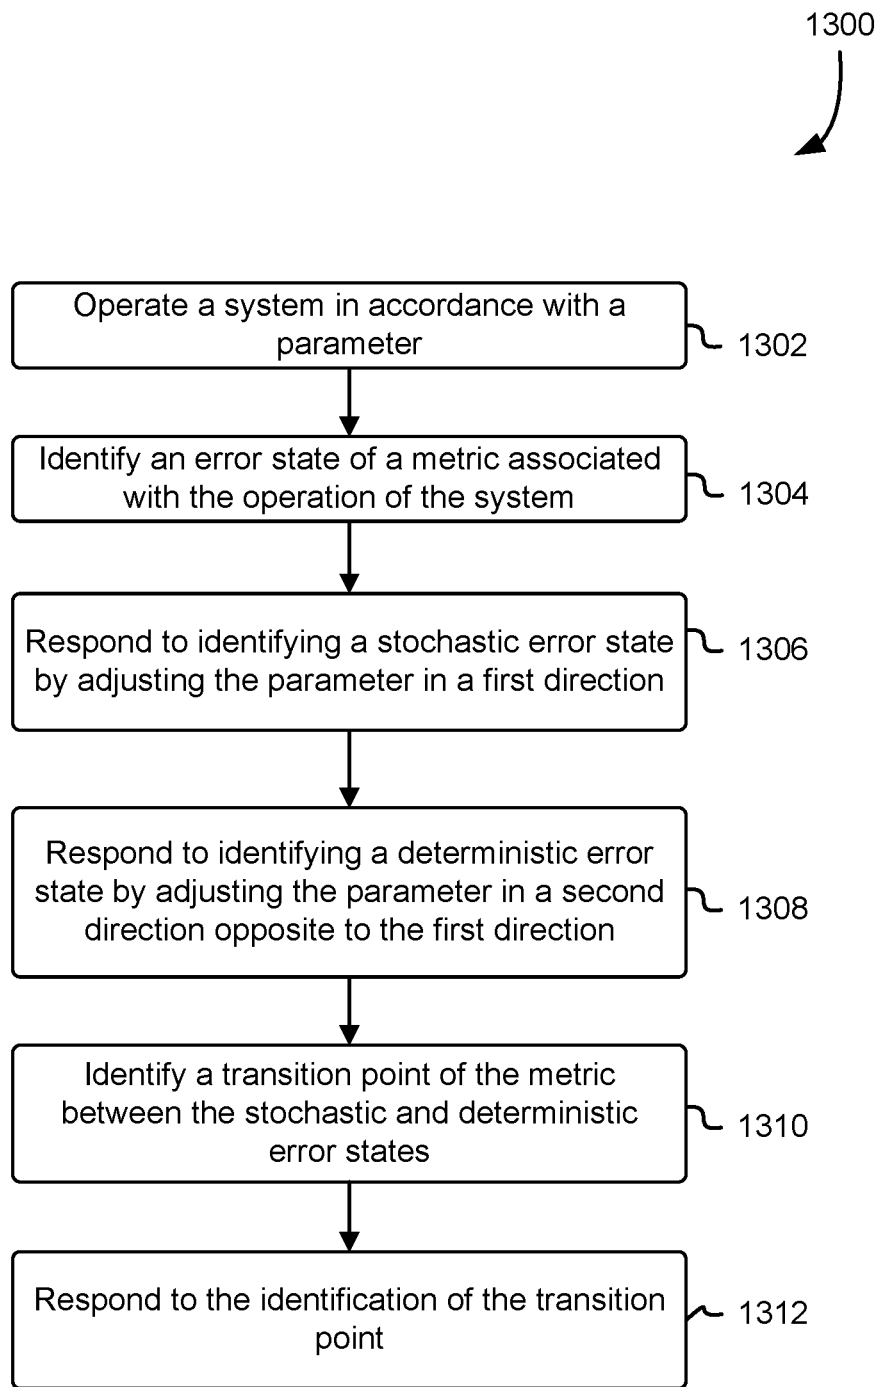 1300
Operate a system in accordance with a
parameter
1302
Identify an error state of a metric associated
with the operation of the system
1304
Respond to identifying a stochastic error state
by adjusting the parameter in a first direction
1306
Respond to identifying a deterministic error
state by adjusting the parameter in a second
direction opposite to the first direction
1308
Identify a transition point of the metric
between the stochastic and deterministic
error states
1310
Respond to the identification of the transition
point
1312